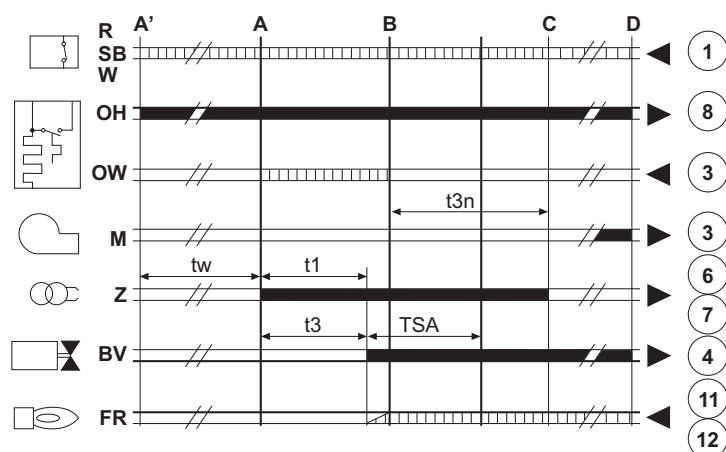 A' A B C D
R
SB 1
W
OH 8
OW 3
t3n
M 3
tw t1 6
Z 7
t3 TSA
BV 4
11
FR
12